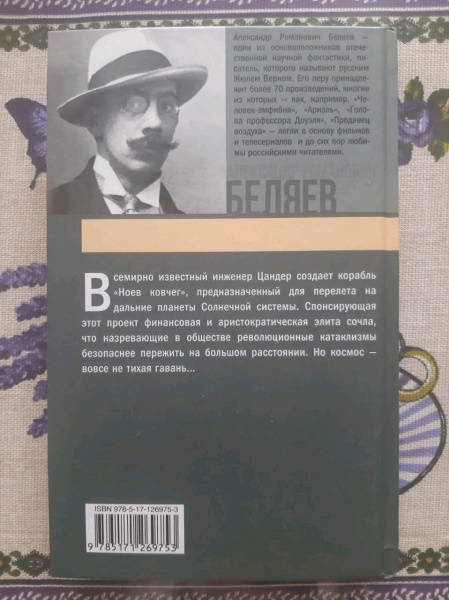 Александр Романович Беляев —
один из основоположников отече-
ственной научной фантастики, пи-
сатель, которого называют русским
Жюлем Верном. Его перу принадле-
жит более 70 произведений, многие
из которых — как, например, «Че-
ловек-амфибия», «Ариэль», «Голо-
ва профессора Доуэля», «Продавец
воздуха» — легли в основу фильмов
и телесериалов и до сих пор люби-
мы российскими читателями.
БЕЛЯЕВ
Всемирно известный инженер Цандер создает корабль
«Ноев ковчег», предназначенный для перелета на
дальние планеты Солнечной системы. Спонсирующая
этот проект финансовая и аристократическая элита сочла,
что назревающие в обществе революционные катаклизмы
безопаснее пережить на большом расстоянии. Но космос —
вовсе не тихая гавань...
ISBN 978-5-17-126975-3
9 785171 269753